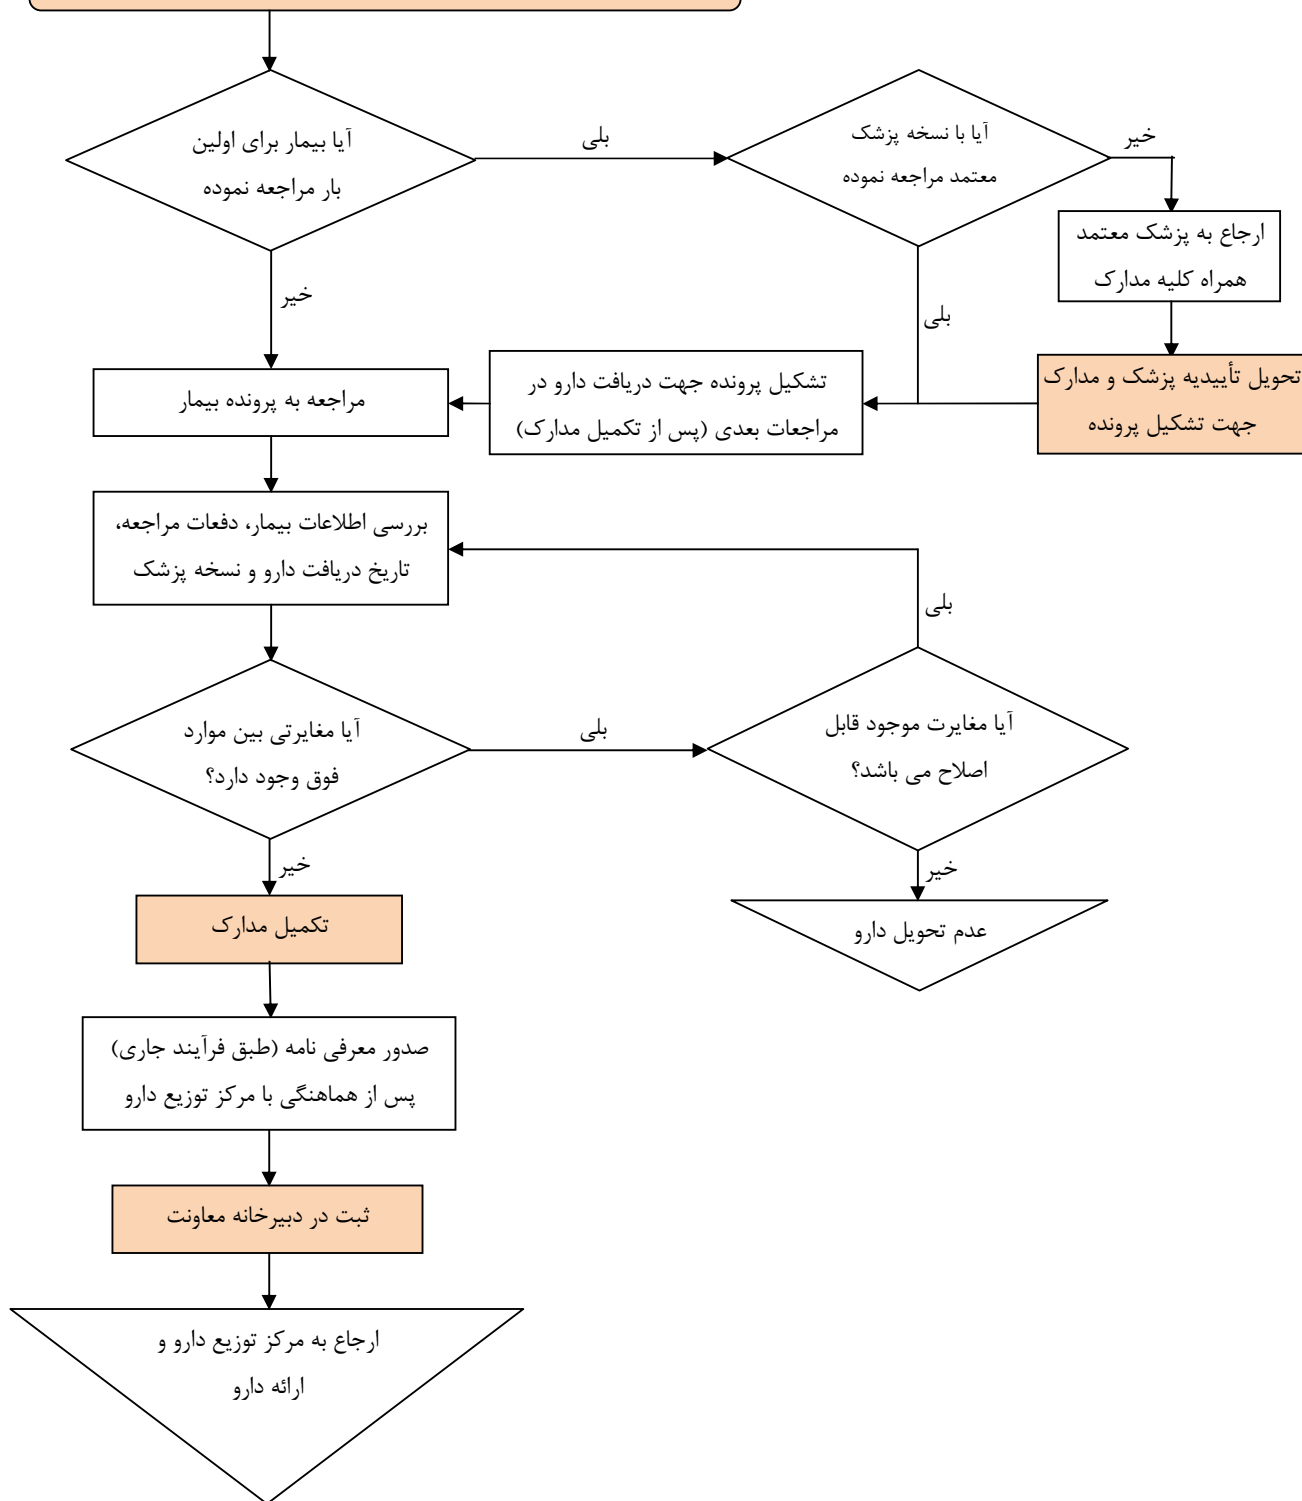 آیا بیمار برای اولین
بار مراجعه نموده
بلی
آیا با نسخه پزشک
معتمد مراجعه نموده
خیر
ارجاع به پزشک معتمد
همراه کلیه مدارک
خیر
بلی
تحویل تأییدیه پزشک و مدارک
جهت تشکیل پرونده
تشکیل پرونده جهت دریافت دارو در
مراجعات بعدی (پس از تکمیل مدارک)
مراجعه به پرونده بیمار
بررسی اطلاعات بیمار، دفعات مراجعه،
تاریخ دریافت دارو و نسخه پزشک
بلی
آیا مغایرتی بین موارد
فوق وجود دارد؟
بلی
آیا مغایرت موجود قابل
اصلاح می باشد؟
خیر
خیر
تکمیل مدارک
عدم تحویل دارو
صدور معرفی نامه (طبق فرآیند جاری)
پس از هماهنگی با مرکز توزیع دارو
ثبت در دبیرخانه معاونت
ارجاع به مرکز توزیع دارو و
ارائه دارو